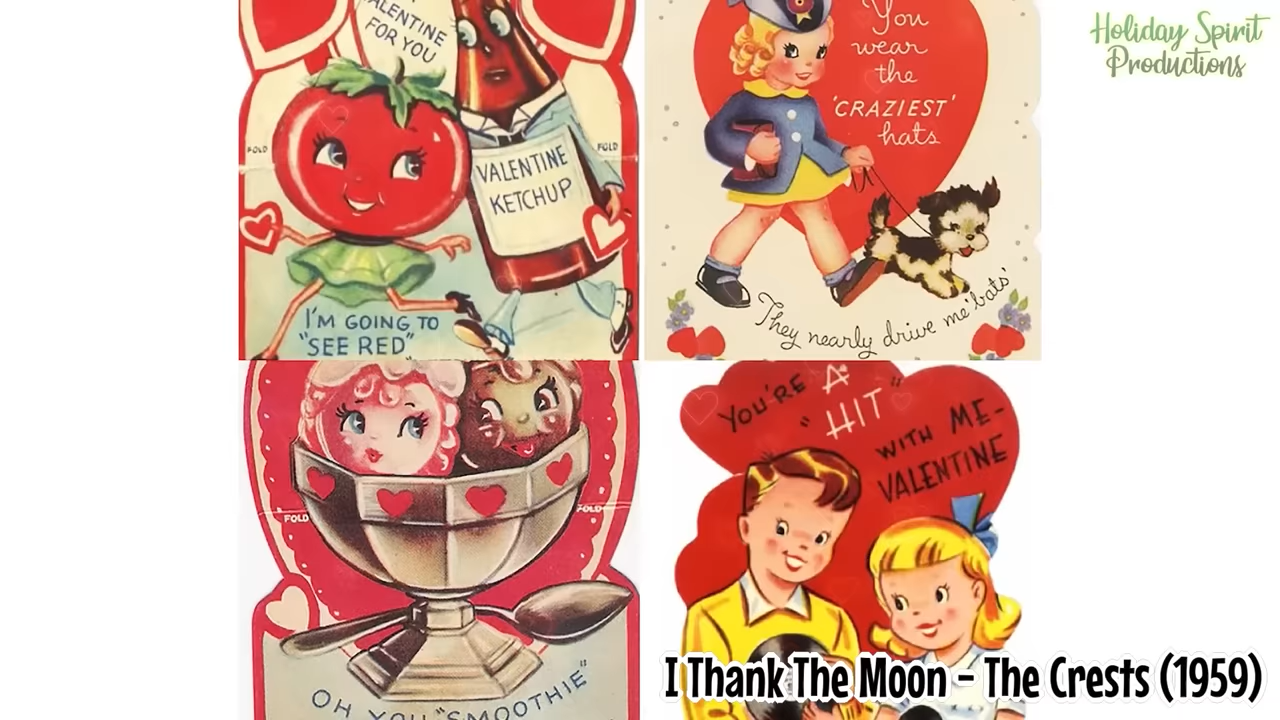 VALENTINE
FOR YOU
FOLD
FOLD
VALENTINE
KETCHUP
I'M GOING TO
"SEE RED"
You
wear
the
'CRAZIEST'
hats
They nearly drive me 'bats'
Holiday Spirit
Productions
FOLD
FOLD
OH YOU "SMOOTHIE"
YOU'RE A
"HIT"
WITH ME-
VALENTINE
I Thank The Moon - The Crests (1959)